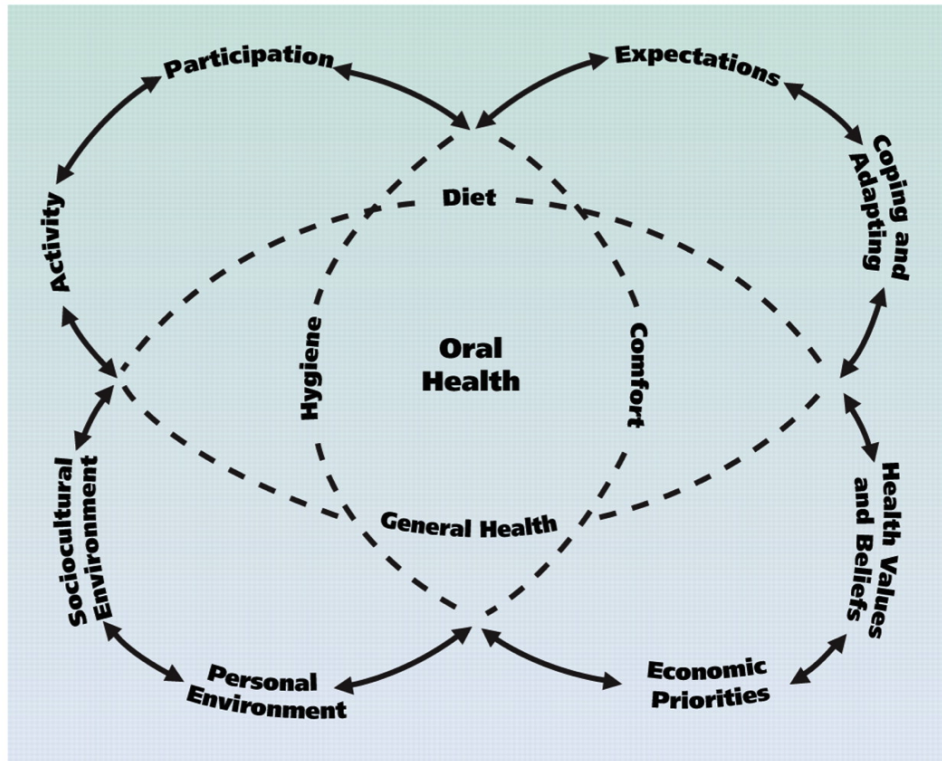 Participation
Expectations
Coping and
Adapting
Activity
Diet
Hygiene
Oral
Health
Comfort
General Health
Sociocultural
Environment
Health Values
and Beliefs
Personal
Environment
Economic
Priorities